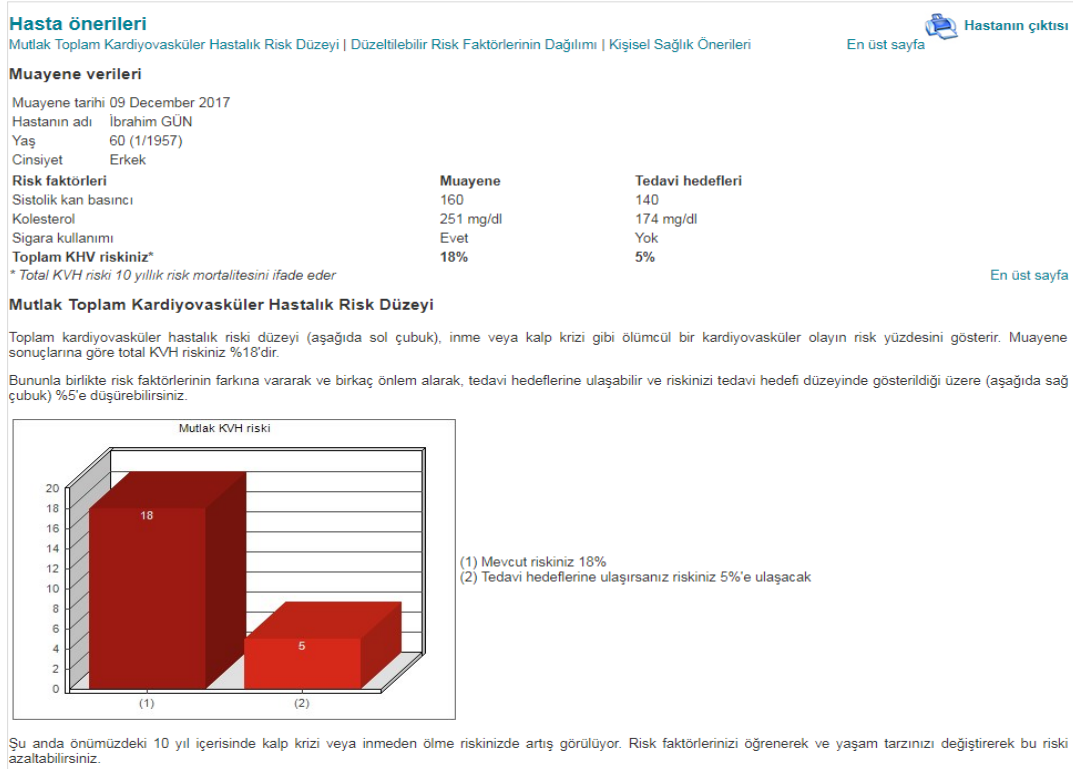 Hasta önerileri
Hastanın çıktısı
Mutlak Toplam Kardiyovasküler Hastalık Risk Düzeyi | Düzeltilebilir Risk Faktörlerinin Dağılımı | Kişisel Sağlık Önerileri En üst sayfa
Muayene verileri
Muayene tarihi 09 December 2017
Hastanın adı İbrahim GÜN
Yaş 60 (1/1957)
Cinsiyet Erkek
Risk faktörleri Muayene Tedavi hedefleri
Sistolik kan basıncı 160 140
Kolesterol 251 mg/dl 174 mg/dl
Sigara kullanımı Evet Yok
Toplam KHV riskiniz* 18% 5%
* Total KVH riski 10 yıllık risk mortalitesini ifade eder En üst sayfa
Mutlak Toplam Kardiyovasküler Hastalık Risk Düzeyi
Toplam kardiyovasküler hastalık riski düzeyi (aşağıda sol çubuk), inme veya kalp krizi gibi ölümcül bir kardiyovasküler olayın risk yüzdesini gösterir. Muayene
sonuçlarına göre total KVH riskiniz %18'dir.
Bununla birlikte risk faktörlerinin farkına vararak ve birkaç önlem alarak, tedavi hedeflerine ulaşabilir ve riskinizi tedavi hedefi düzeyinde gösterildiği üzere (aşağıda sağ
çubuk) %5'e düşürebilirsiniz.
Mutlak KVH riski
20
18
16
14
12
10
8
6
4
2
0
18
5
(1) (2)
(1) Mevcut riskiniz 18%
(2) Tedavi hedeflerine ulaşırsanız riskiniz 5%'e ulaşacak
Şu anda önümüzdeki 10 yıl içerisinde kalp krizi veya inmeden ölme riskinizde artış görülüyor. Risk faktörlerinizi öğrenerek ve yaşam tarzınızı değiştirerek bu riski
azaltabilirsiniz.